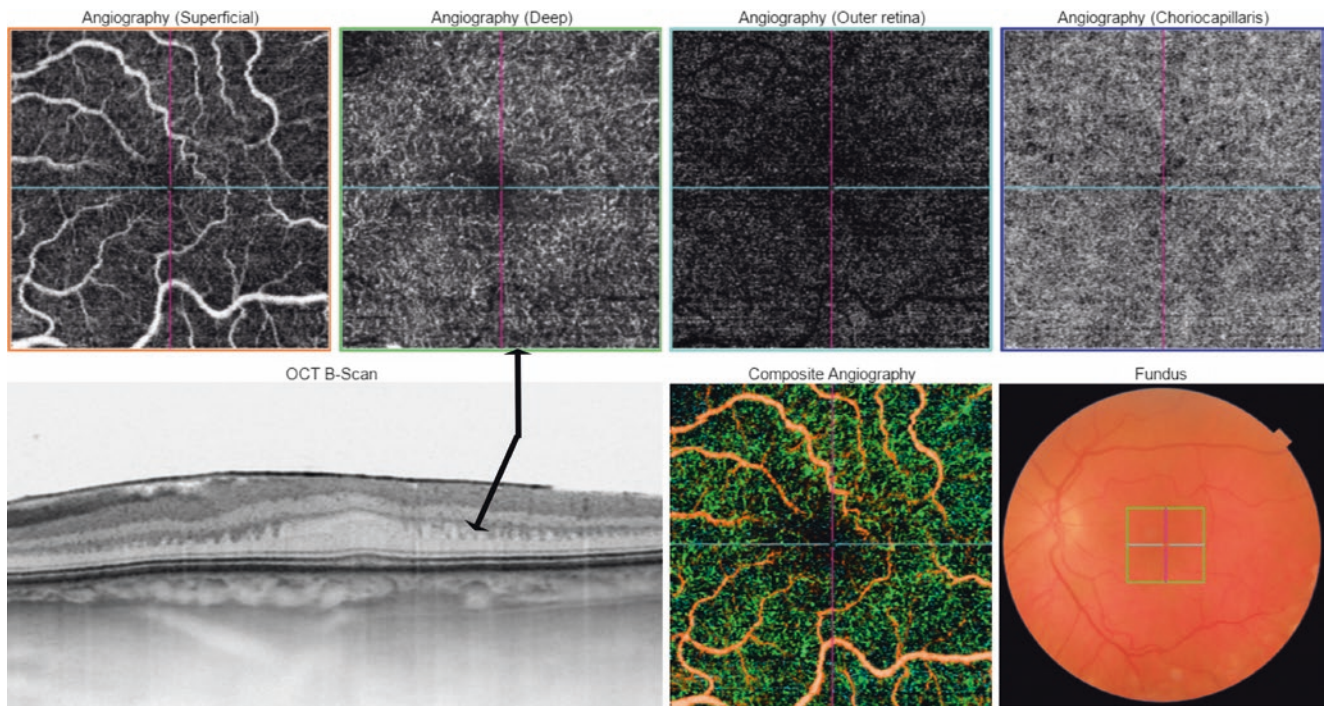 Angiography (Superficial)
Angiography (Deep)
Angiography (Outer retina)
Angiography (Choriocapillaris)
OCT B-Scan
Composite Angiography
Fundus